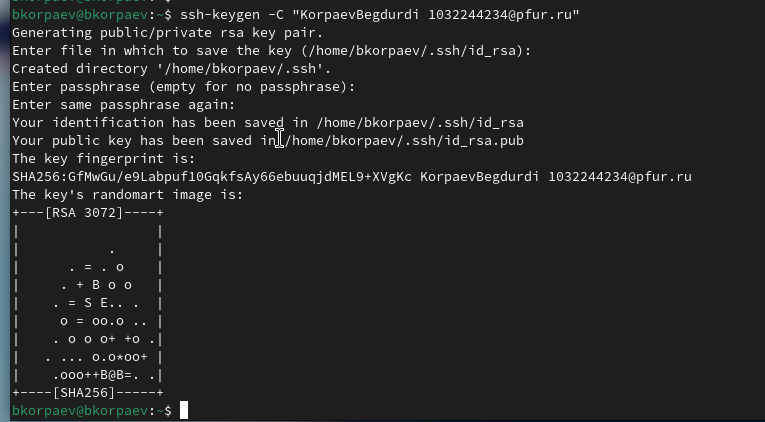 bkorpaev@bkorpaev:~$ ssh-keygen -C "KorpaevBegdurdi 1032244234@pfur.ru"
Generating public/private rsa key pair.
Enter file in which to save the key (/home/bkorpaev/.ssh/id_rsa):
Created directory '/home/bkorpaev/.ssh'.
Enter passphrase (empty for no passphrase):
Enter same passphrase again:
Your identification has been saved in /home/bkorpaev/.ssh/id_rsa
Your public key has been saved in /home/bkorpaev/.ssh/id_rsa.pub
The key fingerprint is:
SHA256:GfMwGu/e9Labpuf10GqkfsAy66ebuuqjdMEL9+XVgKc KorpaevBegdurdi 1032244234@pfur.ru
The key's randomart image is:
+---[RSA 3072]----+
|                 |
|           .     |
|      . = . o    |
|     . + B o o   |
|    . = S E.. .  |
|     o = oo.o .. |
|    . o o o+ +o .|
|   . ... o.o*oo+ |
|    .ooo++B@B=. .|
+----[SHA256]-----+
bkorpaev@bkorpaev:~$